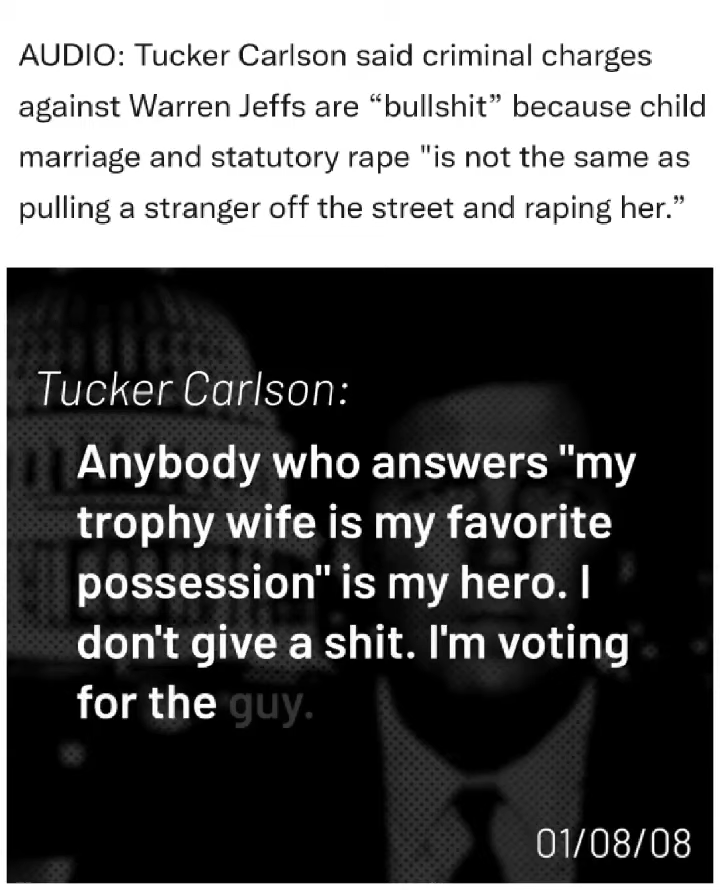 AUDIO: Tucker Carlson said criminal charges
against Warren Jeffs are “bullshit” because child
marriage and statutory rape "is not the same as
pulling a stranger off the street and raping her.”
Tucker Carlson:
Anybody who answers "my
trophy wife is my favorite
possession" is my hero. I
don't give a shit. I'm voting
for the guy.
01/08/08